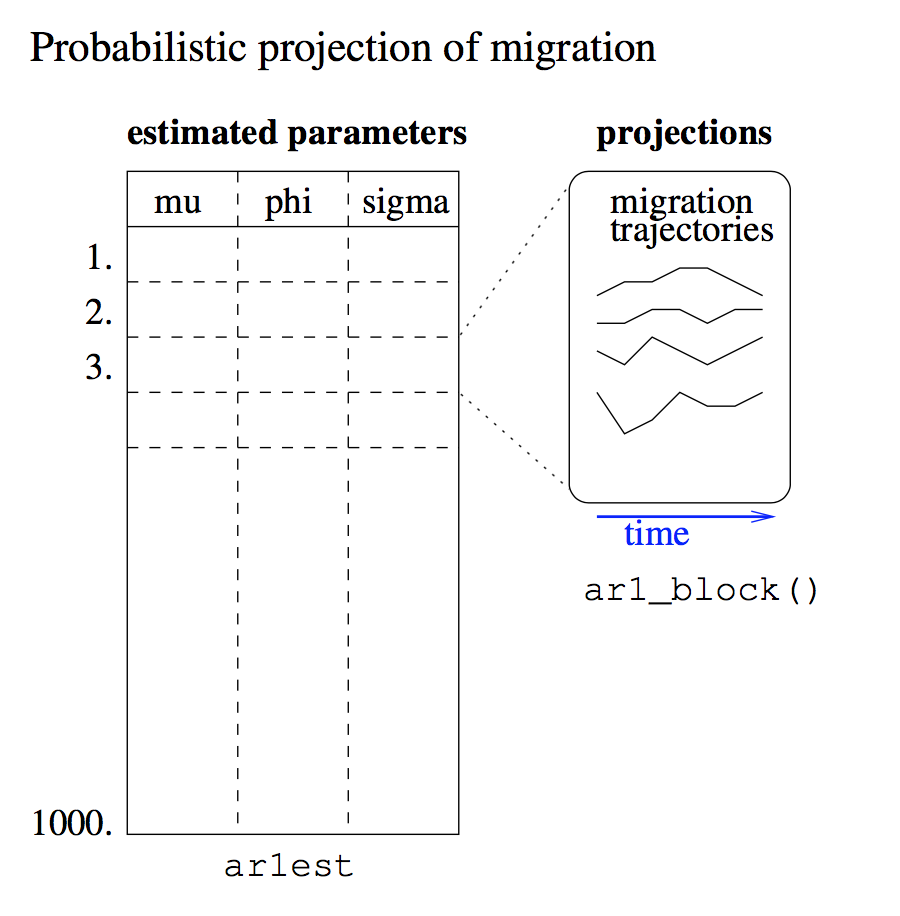 Probabilistic projection of migration
estimated parameters
projections
mu phi sigma
1.
2.
3.
1000.
ar1est
migration
trajectories
time
ar1_block()